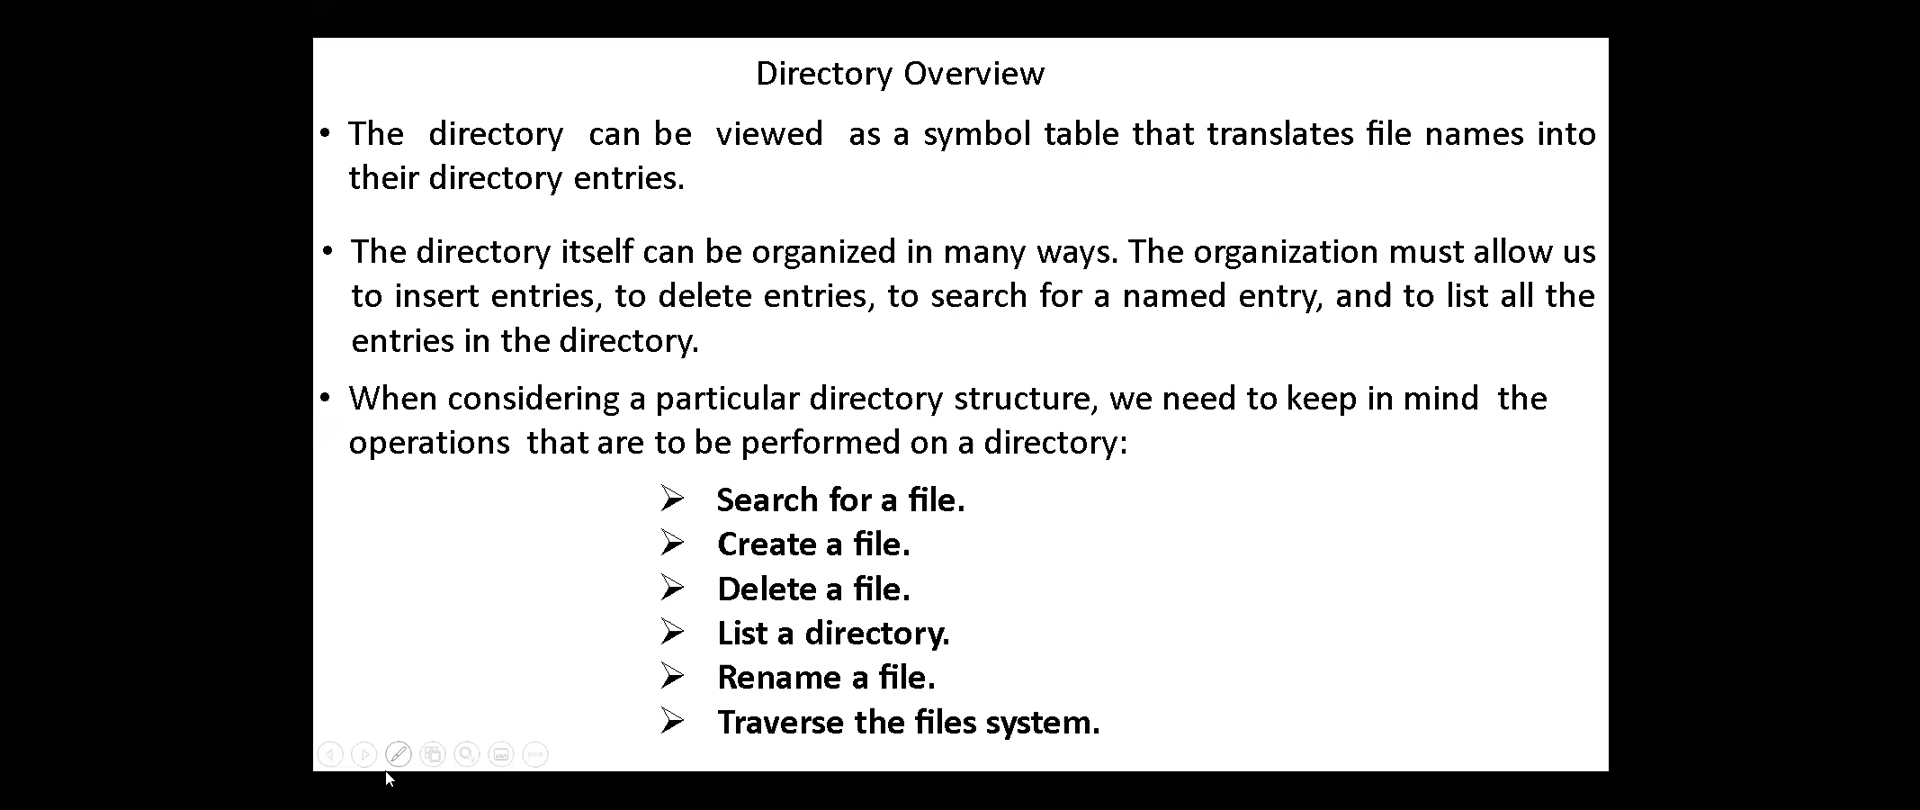 Directory Overview
• The directory can be viewed as a symbol table that translates file names into
their directory entries.
• The directory itself can be organized in many ways. The organization must allow us
to insert entries, to delete entries, to search for a named entry, and to list all the
entries in the directory.
• When considering a particular directory structure, we need to keep in mind the
operations that are to be performed on a directory:
➢ Search for a file.
➢ Create a file.
➢ Delete a file.
➢ List a directory.
➢ Rename a file.
➢ Traverse the files system.